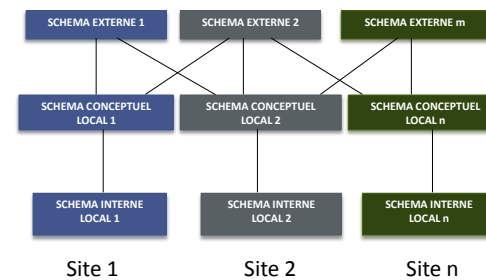 SCHEMA EXTERNE 1
SCHEMA EXTERNE 2
SCHEMA EXTERNE m
SCHEMA CONCEPTUEL
LOCAL 1
SCHEMA CONCEPTUEL
LOCAL 2
SCHEMA CONCEPTUEL
LOCAL n
SCHEMA INTERNE
LOCAL 1
SCHEMA INTERNE
LOCAL 2
SCHEMA INTERNE
LOCAL n
Site 1
Site 2
Site n